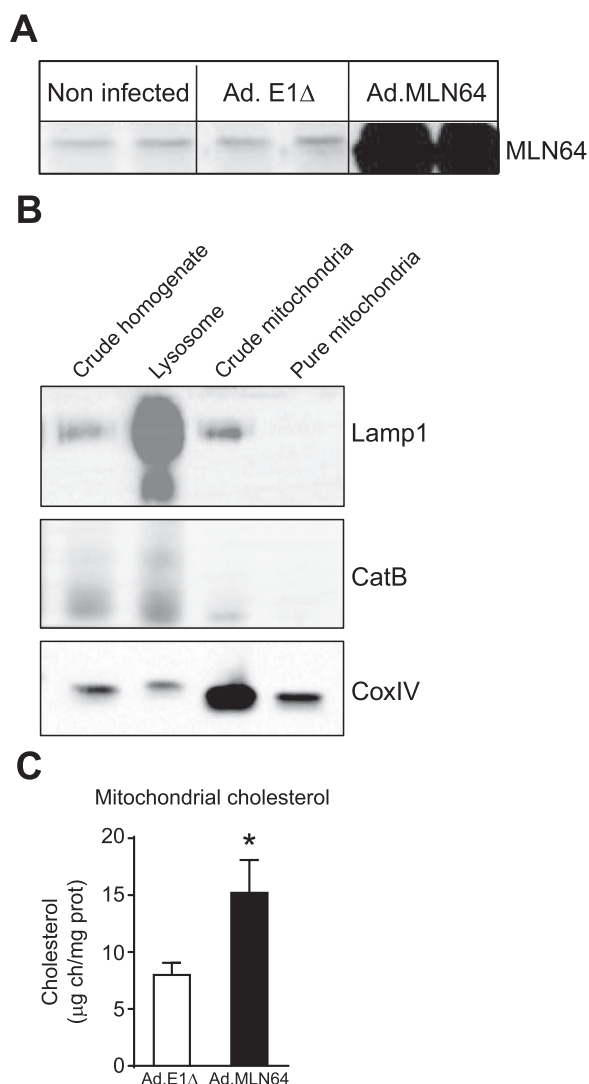 A
Non infected Ad. E1Δ Ad.MLN64
MLN64
B
Crude homogenate
Lysosome
Crude mitochondria
Pure mitochondria
Lamp1
CatB
CoxIV
C
Mitochondrial cholesterol
Cholesterol
(μg ch/mg prot)
20
*
15
10
5
0
Ad.E1Δ Ad.MLN64